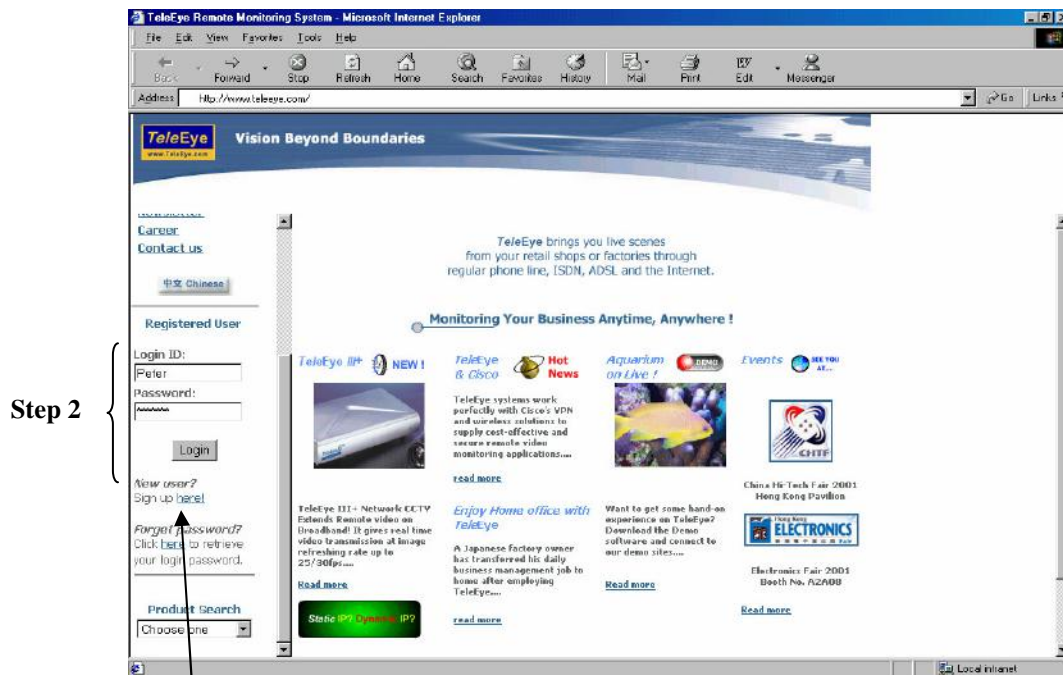 TeleEye Remote Monitoring System - Microsoft Internet Explorer
File Edit View Favorites Tools Help
Back Forward Stop Refresh Home Search Favorites History Mail Print Edit Messenger
Address http://www.teleeye.com/ Go Links
TeleEye
www.TeleEye.com
Vision Beyond Boundaries
Newsletter
Career
Contact us
中文 Chinese
Registered User
Step 2
Login ID:
Peter
Password:
Login
New user?
Sign up here!
Forget password?
Click here to retrieve
your login password.
Product Search
Choose one
TeleEye brings you live scenes
from your retail shops or factories through
regular phone line, ISDN, ADSL and the Internet.
Monitoring Your Business Anytime, Anywhere !
TeleEye III+ NEW !
TeleEye III+ Network CCTV
Extends Remote video on
Broadband! It gives real time
video transmission at image
refreshing rate up to
25/30fps....
Read more
Static IP? Dynamic IP?
TeleEye
& Cisco
Hot
News
TeleEye systems work
perfectly with Cisco's VPN
and wireless solutions to
supply cost-effective and
secure remote video
monitoring applications....
read more
Enjoy Home office with
TeleEye
A Japanese factory owner
has transferred his daily
business management job to
home after employing
TeleEye....
read more
Aquarium
on Live !
DEMO
Want to get some hand-on
experience on TeleEye?
Download the Demo
software and connect to
our demo sites....
Read more
Events
SEE YOU
AT...
CHTF
China Hi-Tech Fair 2001
Hong Kong Pavilion
Hong Kong
ELECTRONICS
Electronics Fair 2001
Booth No. A2A08
Read more
Local intranet